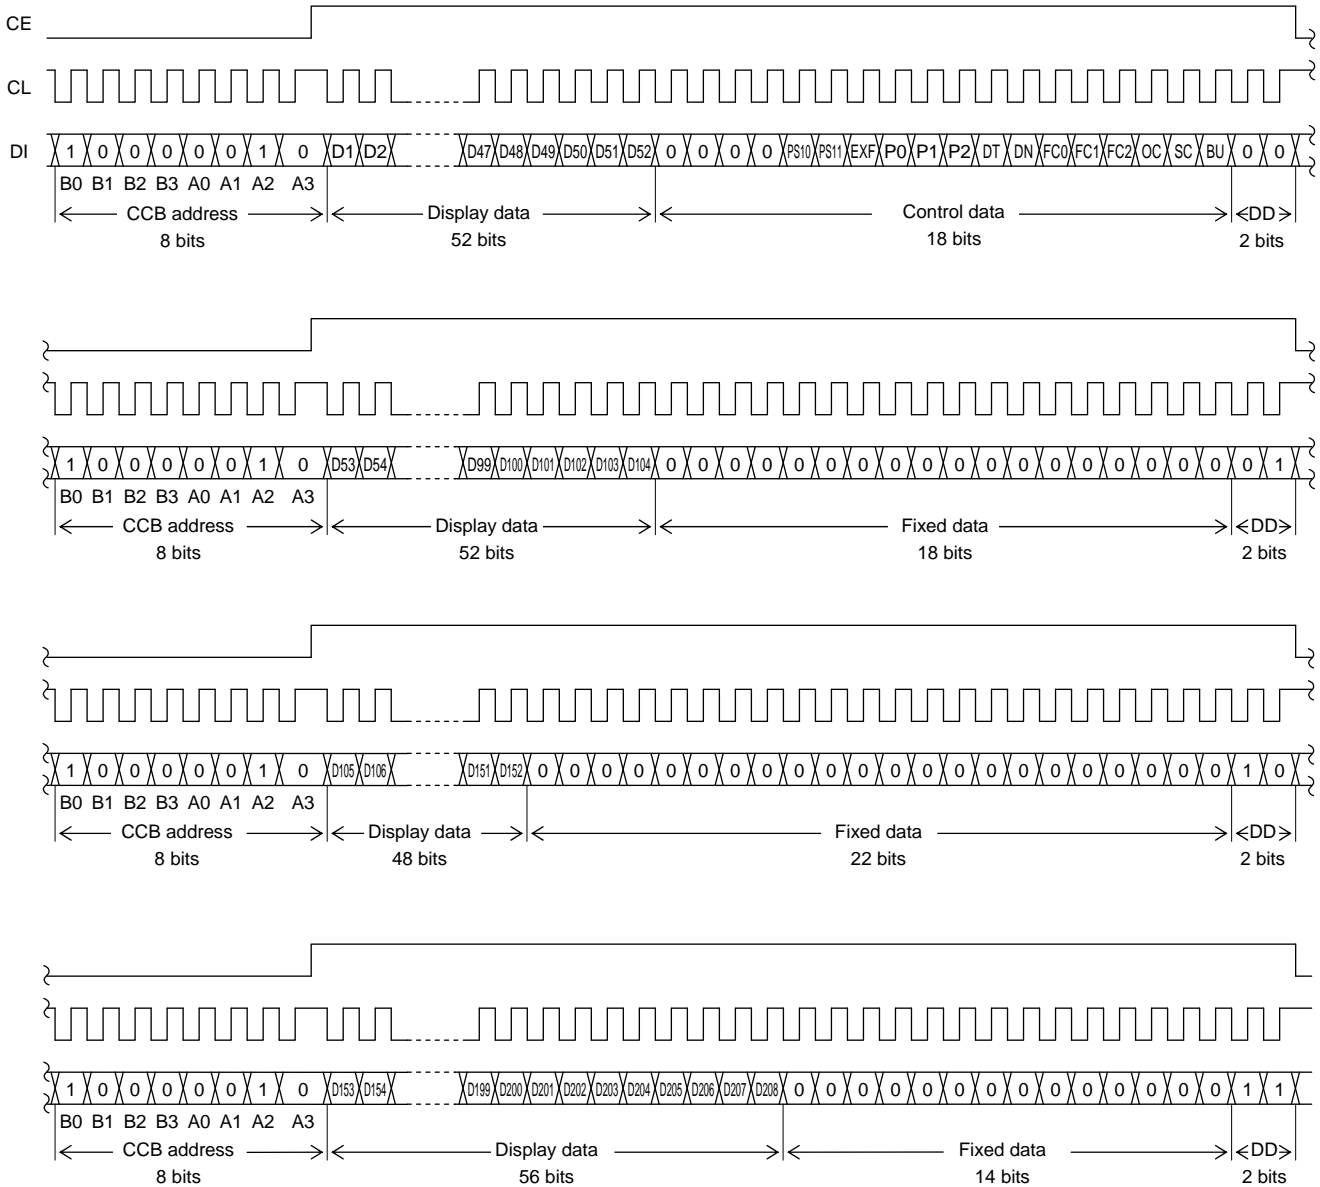 CE
CL
DI 1 0 0 0 0 0 1 0 D1 D2 D47 D48 D49 D50 D51 D52 0 0 0 0 PS10 PS11 EXF P0 P1 P2 DT DN FC0 FC1 FC2 OC SC BU 0 0
B0 B1 B2 B3 A0 A1 A2 A3
CCB address Display data Control data DD
8 bits 52 bits 18 bits 2 bits
1 0 0 0 0 0 1 0 D53 D54 D99 D100 D101 D102 D103 D104 0 0 0 0 0 0 0 0 0 0 0 0 0 0 0 0 0 0 0 1
B0 B1 B2 B3 A0 A1 A2 A3
CCB address Display data Fixed data DD
8 bits 52 bits 18 bits 2 bits
1 0 0 0 0 0 1 0 D105 D106 D151 D152 0 0 0 0 0 0 0 0 0 0 0 0 0 0 0 0 0 0 0 0 0 0 1 0
B0 B1 B2 B3 A0 A1 A2 A3
CCB address Display data Fixed data DD
8 bits 48 bits 22 bits 2 bits
1 0 0 0 0 0 1 0 D153 D154 D199 D200 D201 D202 D203 D204 D205 D206 D207 D208 0 0 0 0 0 0 0 0 0 0 0 0 0 0 1 1
B0 B1 B2 B3 A0 A1 A2 A3
CCB address Display data Fixed data DD
8 bits 56 bits 14 bits 2 bits